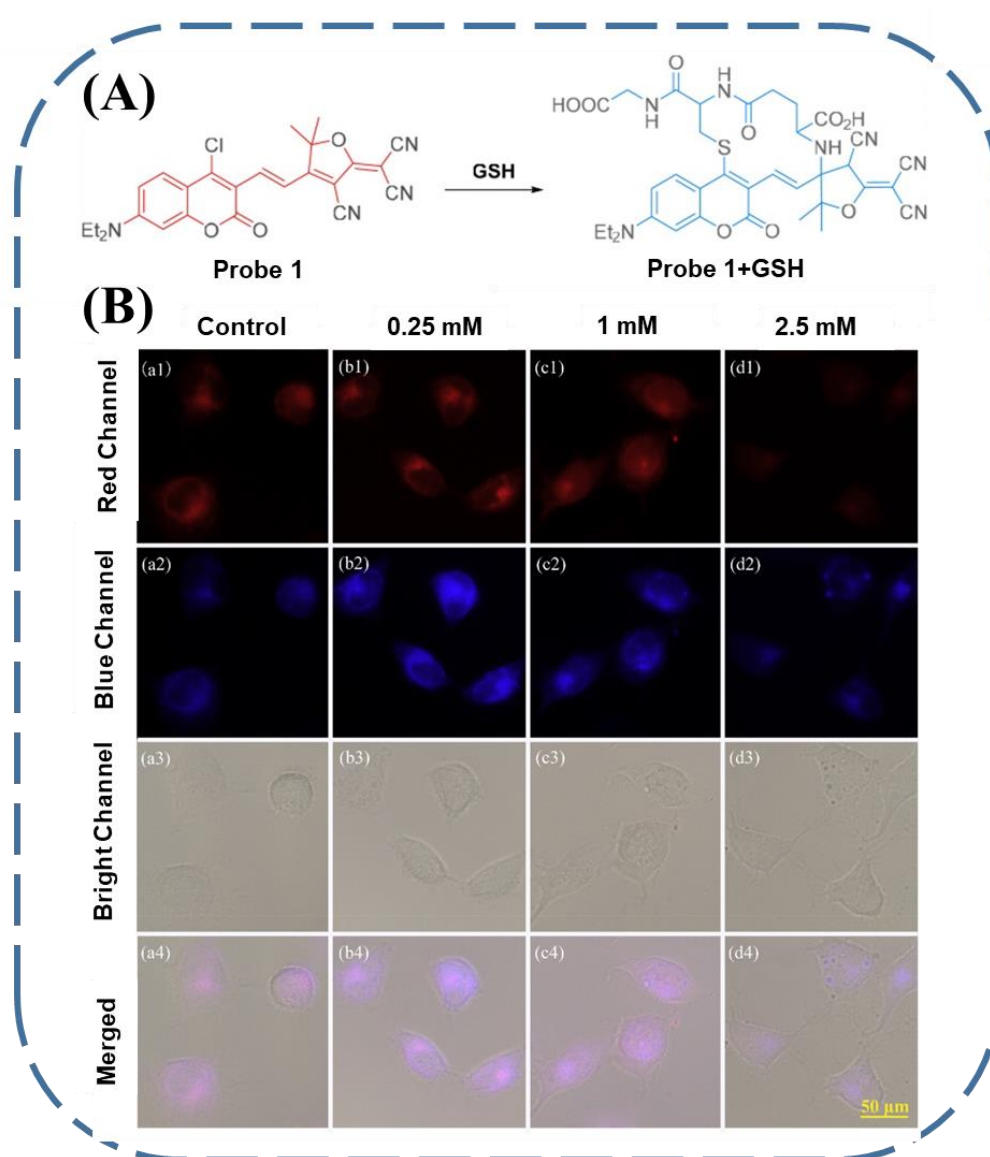 (A)
Cl
O
CN
CN
CN
Et₂N
O
O
Probe 1
GSH
HOOC
N
H
O
H
N
O
CO₂H
S
NH
CN
CN
CN
O
Et₂N
O
O
Probe 1+GSH
(B)
Control
0.25 mM
1 mM
2.5 mM
Red Channel
(a1)
(b1)
(c1)
(d1)
Blue Channel
(a2)
(b2)
(c2)
(d2)
Bright Channel
(a3)
(b3)
(c3)
(d3)
Merged
(a4)
(b4)
(c4)
(d4)
50 μm